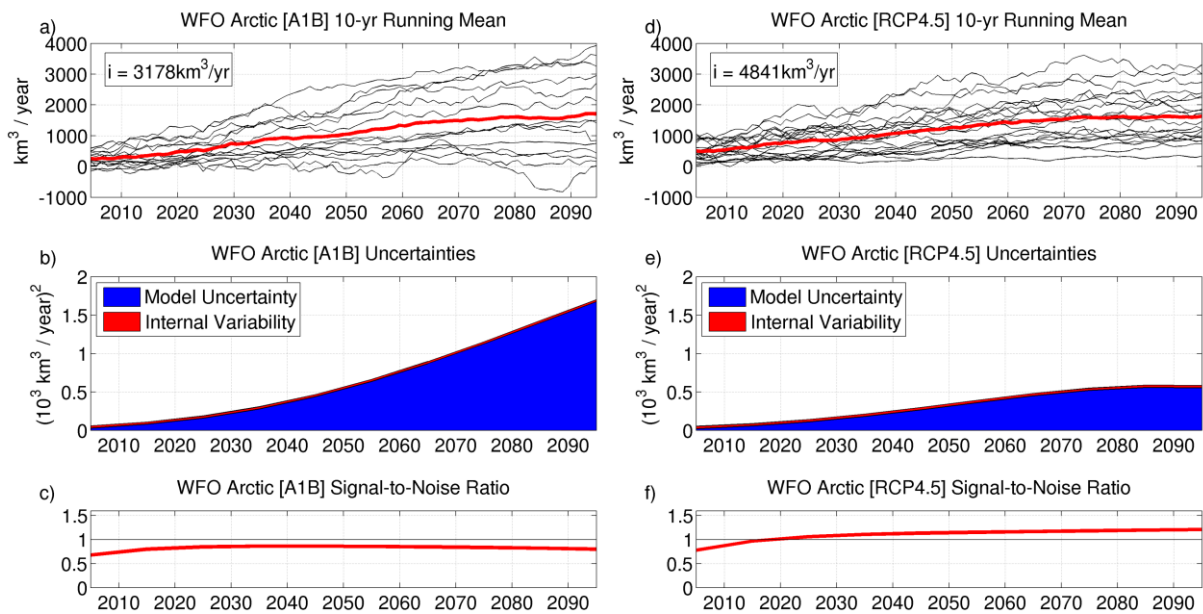 a)
WFO Arctic [A1B] 10-yr Running Mean
km³ / year
4000
3000
2000
1000
0
-1000
i = 3178km³/yr
2010 2020 2030 2040 2050 2060 2070 2080 2090
b)
WFO Arctic [A1B] Uncertainties
(10³ km³ / year)²
2
1.5
1
0.5
0
Model Uncertainty
Internal Variability
2010 2020 2030 2040 2050 2060 2070 2080 2090
c)
WFO Arctic [A1B] Signal-to-Noise Ratio
1.5
1
0.5
0
2010 2020 2030 2040 2050 2060 2070 2080 2090
d)
WFO Arctic [RCP4.5] 10-yr Running Mean
km³ / year
4000
3000
2000
1000
0
-1000
i = 4841km³/yr
2010 2020 2030 2040 2050 2060 2070 2080 2090
e)
WFO Arctic [RCP4.5] Uncertainties
(10³ km³ / year)²
2
1.5
1
0.5
0
Model Uncertainty
Internal Variability
2010 2020 2030 2040 2050 2060 2070 2080 2090
f)
WFO Arctic [RCP4.5] Signal-to-Noise Ratio
1.5
1
0.5
0
2010 2020 2030 2040 2050 2060 2070 2080 2090